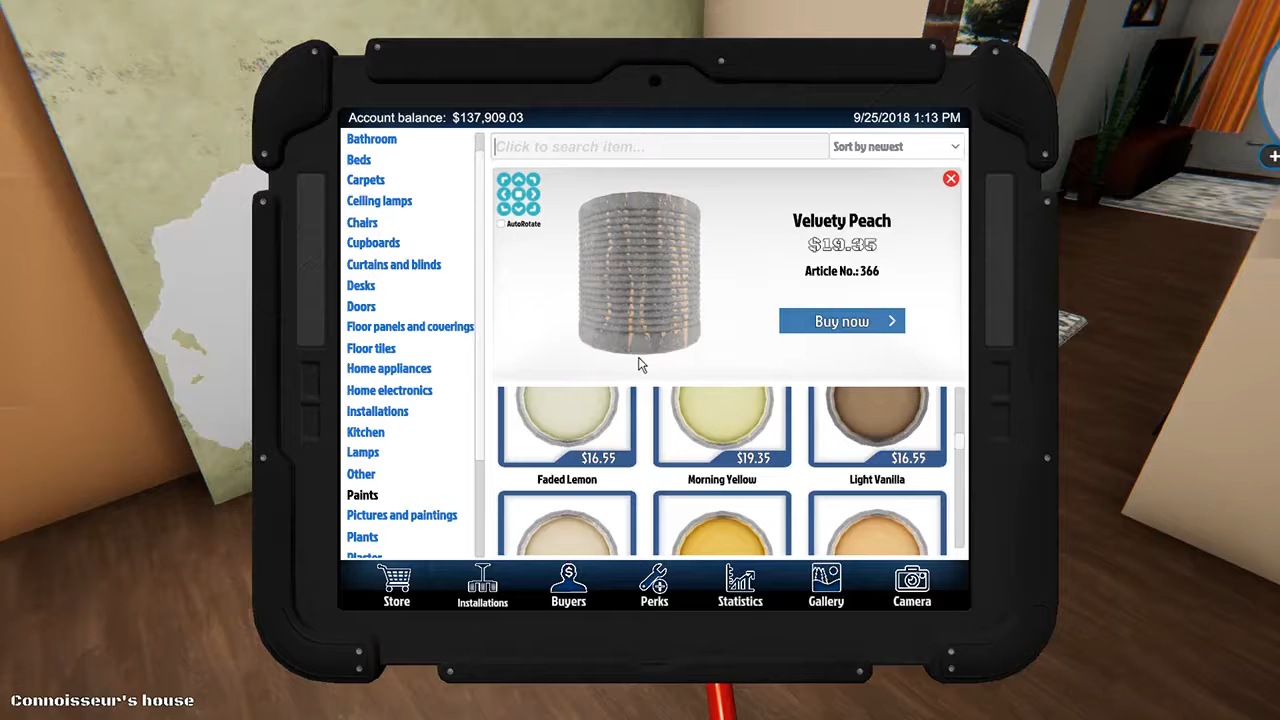 Account balance: $137,909.03
9/25/2018 1:13 PM
Bathroom
Beds
Carpets
Ceiling lamps
Chairs
Cupboards
Curtains and blinds
Desks
Doors
Floor panels and coverings
Floor tiles
Home appliances
Home electronics
Installations
Kitchen
Lamps
Other
Paints
Pictures and paintings
Plants
Plaster
Click to search item...
Sort by newest
AutoRotate
Velvety Peach
$19.35
Article No.: 366
Buy now
$16.55
$19.35
$16.55
Faded Lemon
Morning Yellow
Light Vanilla
Store
Installations
Buyers
Perks
Statistics
Gallery
Camera
Connoisseur's house